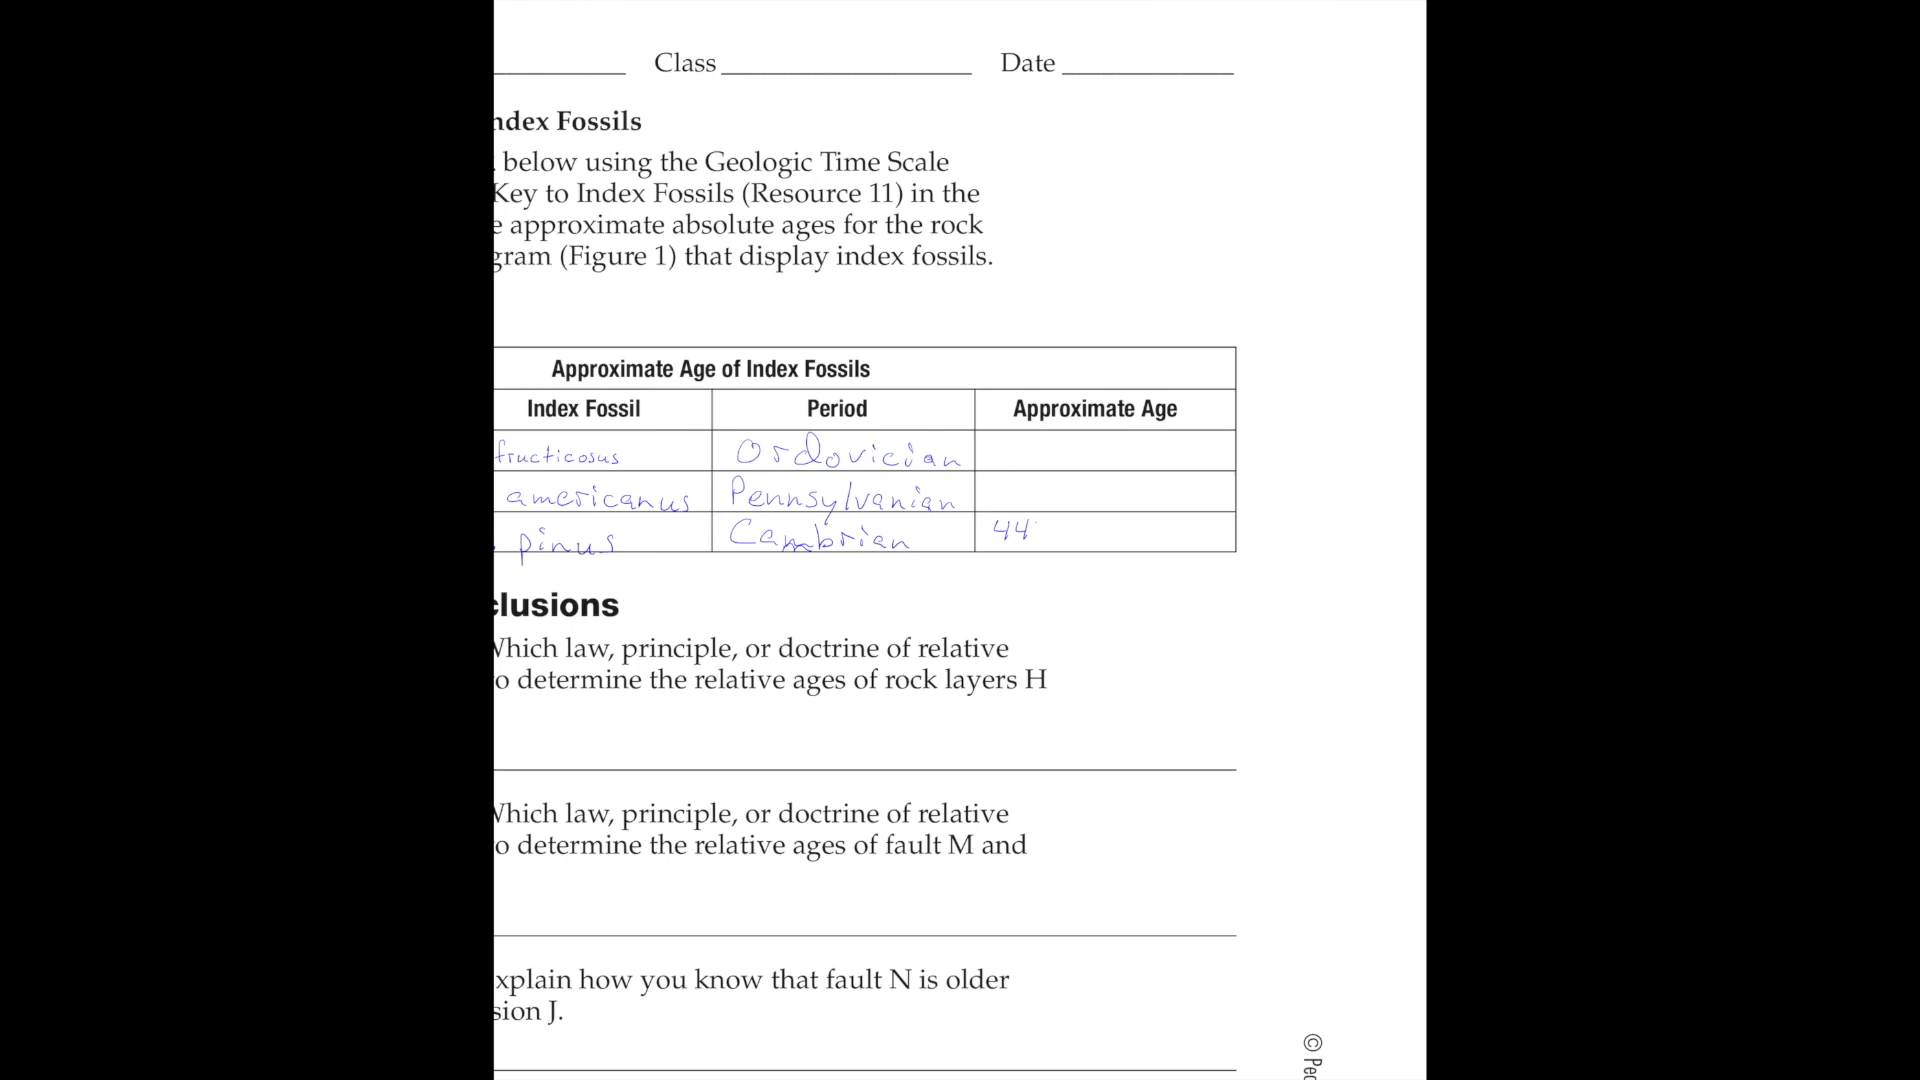 Class Date
ndex Fossils
below using the Geologic Time Scale
Key to Index Fossils (Resource 11) in the
e approximate absolute ages for the rock
gram (Figure 1) that display index fossils.
Approximate Age of Index Fossils
Index Fossil Period Approximate Age
fructicosus Ordovician
americanus Pennsylvanian
pinus Cambrian 44
clusions
Which law, principle, or doctrine of relative
o determine the relative ages of rock layers H
Which law, principle, or doctrine of relative
o determine the relative ages of fault M and
xplain how you know that fault N is older
sion J.
© Pea